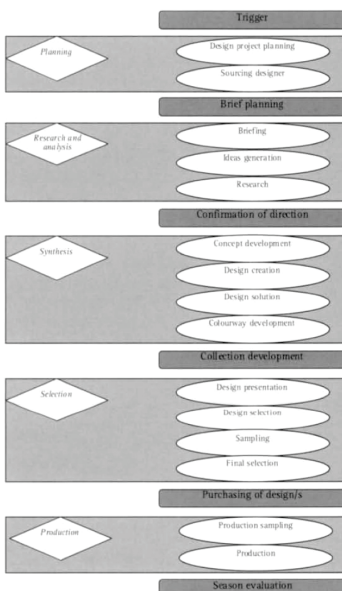 Trigger
Planning
Design project planning
Sourcing designer
Brief planning
Research and
analysis
Briefing
Ideas generation
Research
Confirmation of direction
Synthesis
Concept development
Design creation
Design solution
Colourway development
Collection development
Selection
Design presentation
Design selection
Sampling
Final selection
Purchasing of design/s
Production
Production sampling
Production
Season evaluation